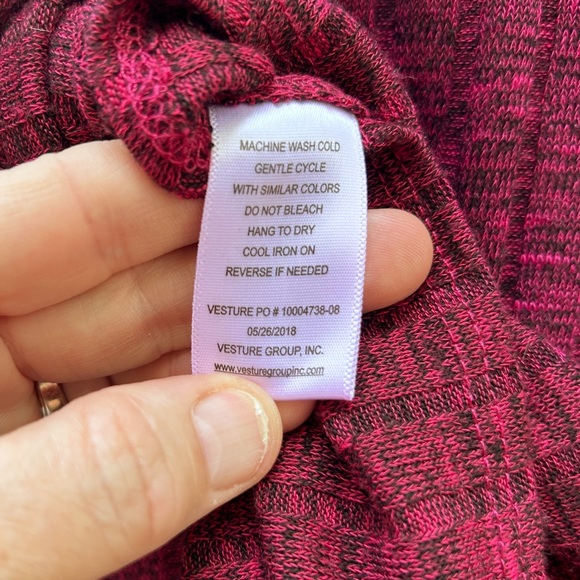 MACHINE WASH COLD
GENTLE CYCLE
WITH SIMILAR COLORS
DO NOT BLEACH
HANG TO DRY
COOL IRON ON
REVERSE IF NEEDED
VESTURE PO # 10004738-08
05/26/2018
VESTURE GROUP, INC.
www.vesturegroupinc.com